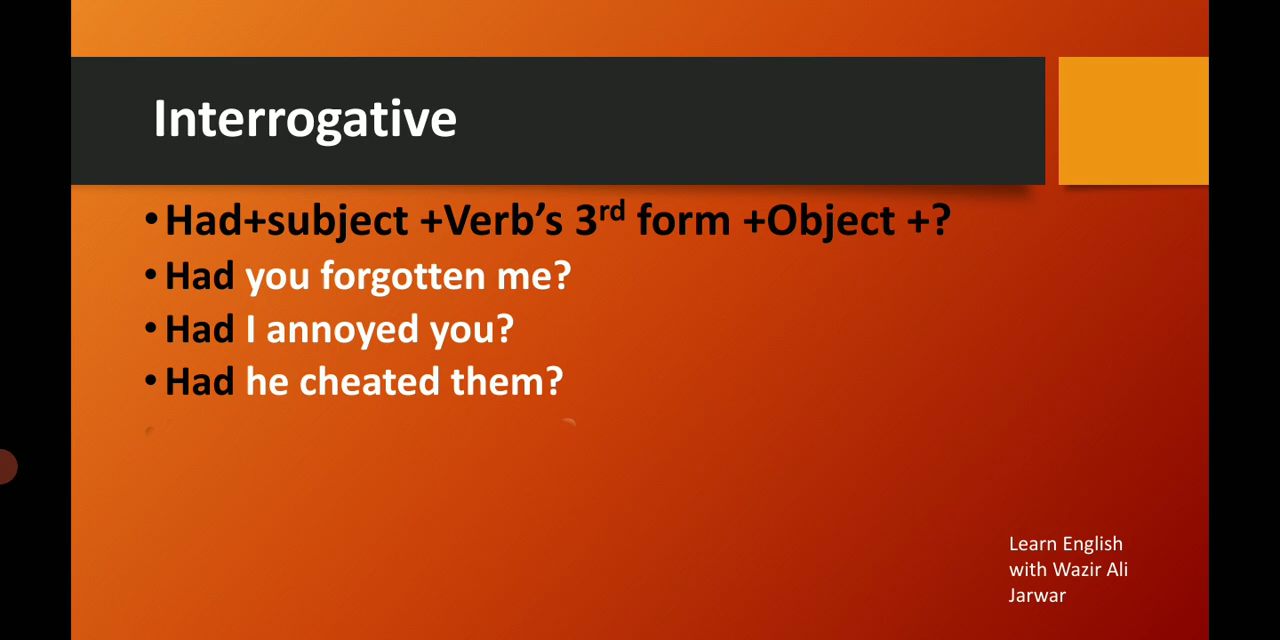 Interrogative
•Had+subject +Verb’s 3rd form +Object +?
•Had you forgotten me?
•Had I annoyed you?
•Had he cheated them?
Learn English
with Wazir Ali
Jarwar